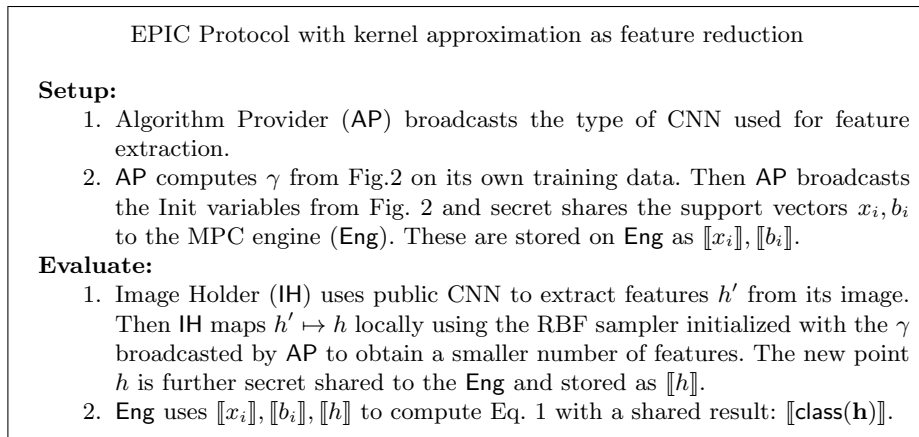 EPIC Protocol with kernel approximation as feature reduction
Setup:
1. Algorithm Provider (AP) broadcasts the type of CNN used for feature
extraction.
2. AP computes γ from Fig.2 on its own training data. Then AP broadcasts
the Init variables from Fig. 2 and secret shares the support vectors xᵢ, bᵢ
to the MPC engine (Eng). These are stored on Eng as ⟦xᵢ⟧, ⟦bᵢ⟧.
Evaluate:
1. Image Holder (IH) uses public CNN to extract features h′ from its image.
Then IH maps h′ ↦ h locally using the RBF sampler initialized with the γ
broadcasted by AP to obtain a smaller number of features. The new point
h is further secret shared to the Eng and stored as ⟦h⟧.
2. Eng uses ⟦xᵢ⟧, ⟦bᵢ⟧, ⟦h⟧ to compute Eq. 1 with a shared result: ⟦class(h)⟧.